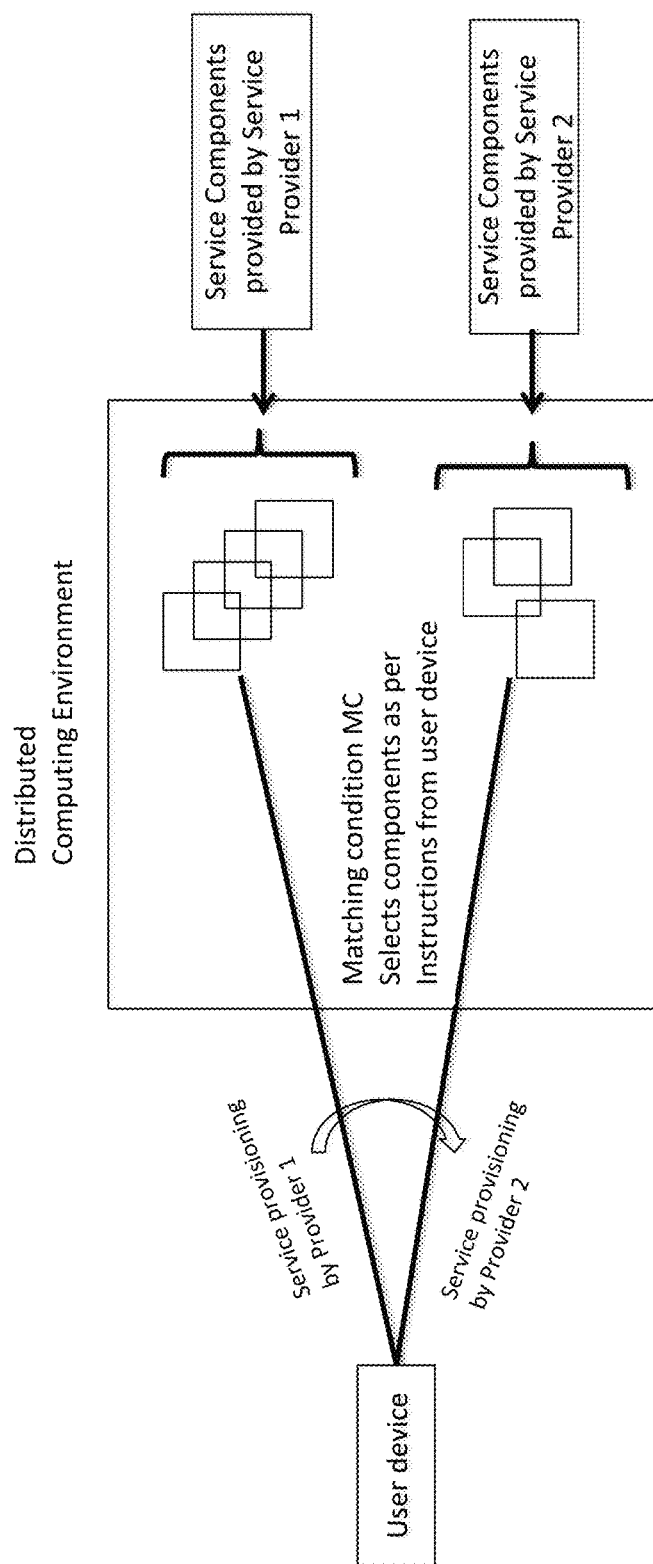 Distributed
Computing Environment
Service Components
provided by Service
Provider 1
Service Components
provided by Service
Provider 2
Matching condition MC
Selects components as per
Instructions from user device
Service provisioning
by Provider 1
Service provisioning
by Provider 2
User device